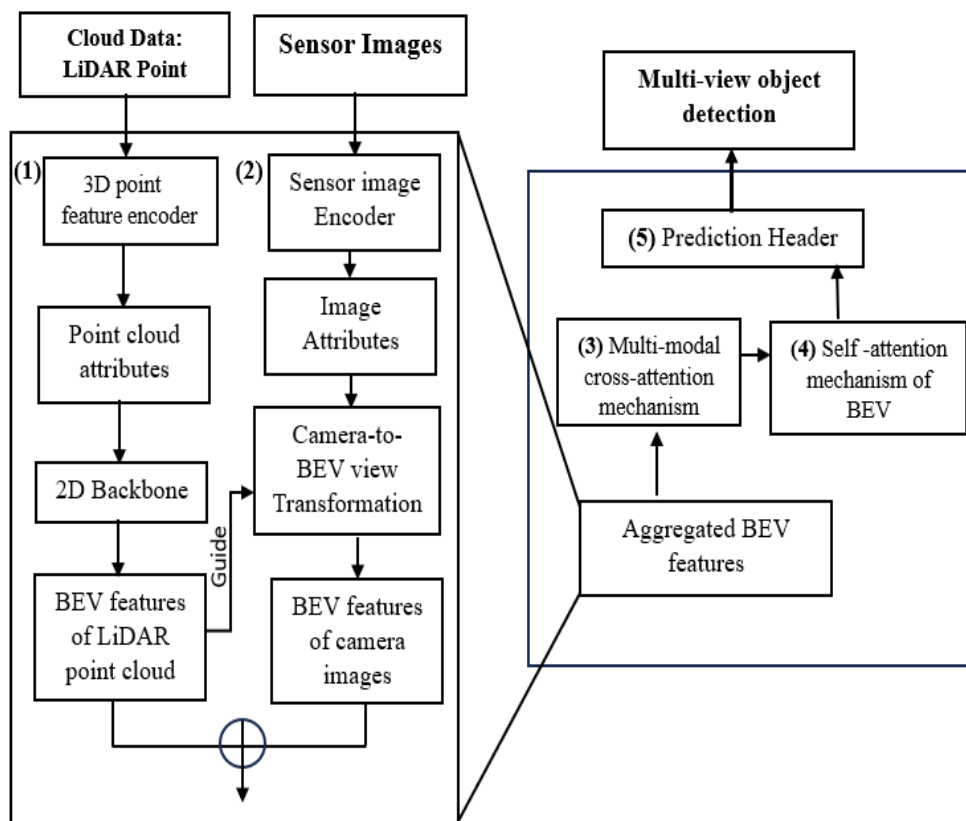 Cloud Data:
LiDAR Point
Sensor Images
(1)
3D point
feature encoder
Point cloud
attributes
2D Backbone
BEV features
of LiDAR
point cloud
Guide
(2)
Sensor image
Encoder
Image
Attributes
Camera-to-
BEV view
Transformation
BEV features
of camera
images
Multi-view object
detection
(5) Prediction Header
(3) Multi-modal
cross-attention
mechanism
(4) Self -attention
mechanism of
BEV
Aggregated BEV
features